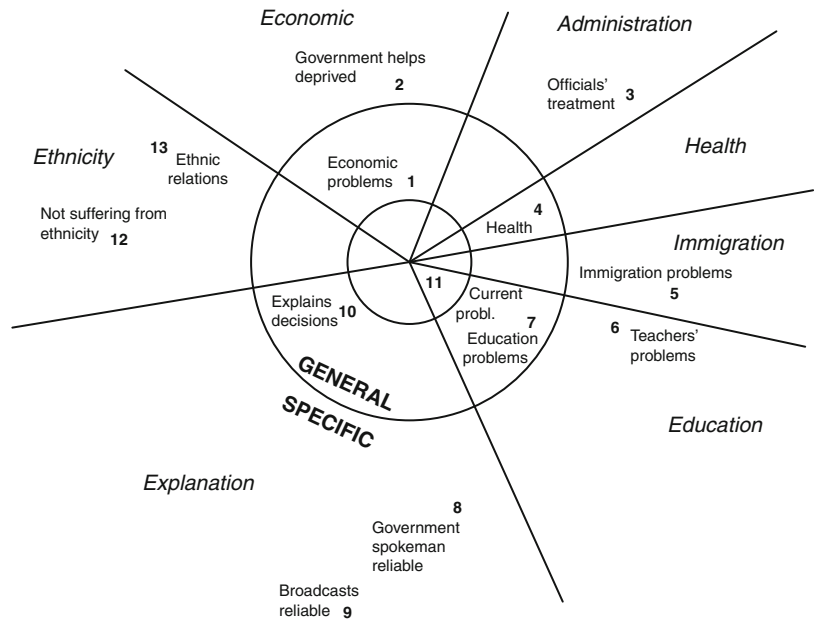 Economic
Administration
Government helps
deprived
2
Officials'
treatment
3
Ethnicity
13
Ethnic
relations
Health
Economic
problems
1
Not suffering from
ethnicity 12
4
Health
Immigration
Immigration problems
5
11
Explains
decisions 10
Current
probl.
7
Education
problems
6
Teachers'
problems
GENERAL
SPECIFIC
Education
Explanation
8
Government
spokeman
reliable
Broadcasts
reliable 9